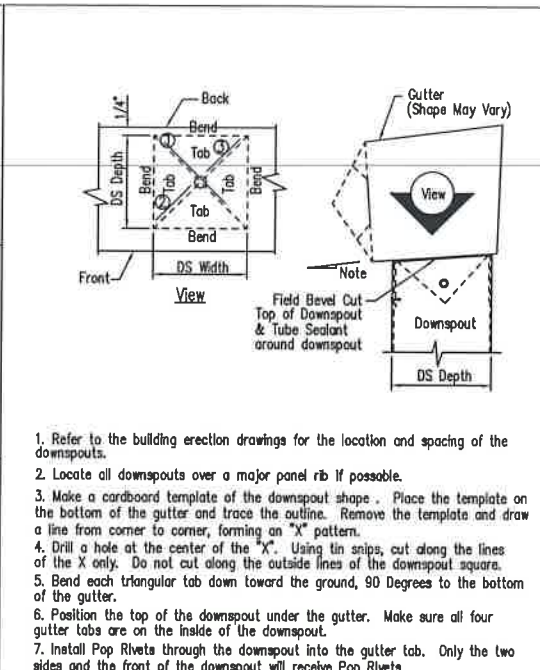 Back
1/4"
Bend
1
Tab
3
DS Depth
Bend
Tab
Tab
Bend
2
Tab
Bend
Front
DS Width
View
Gutter
(Shape May Vary)
View
Note
Field Bevel Cut
Top of Downspout
& Tube Sealant
around downspout
Downspout
DS Depth
1. Refer to the building erection drawings for the location and spacing of the
downspouts.
2. Locate all downspouts over a major panel rib if possable.
3. Make a cardboard template of the downspout shape . Place the template on
the bottom of the gutter and trace the outline. Remove the template and draw
a line from corner to corner, forming an "X" pattern.
4. Drill a hole at the center of the "X". Using tin snips, cut along the lines
of the X only. Do not cut along the outside lines of the downspout square.
5. Bend each triangular tab down toward the ground, 90 Degrees to the bottom
of the gutter.
6. Position the top of the downspout under the gutter. Make sure all four
gutter tabs are on the inside of the downspout.
7. Install Pop Rivets through the downspout into the gutter tab. Only the two
sides and the front of the downspout will receive Pop Rivets